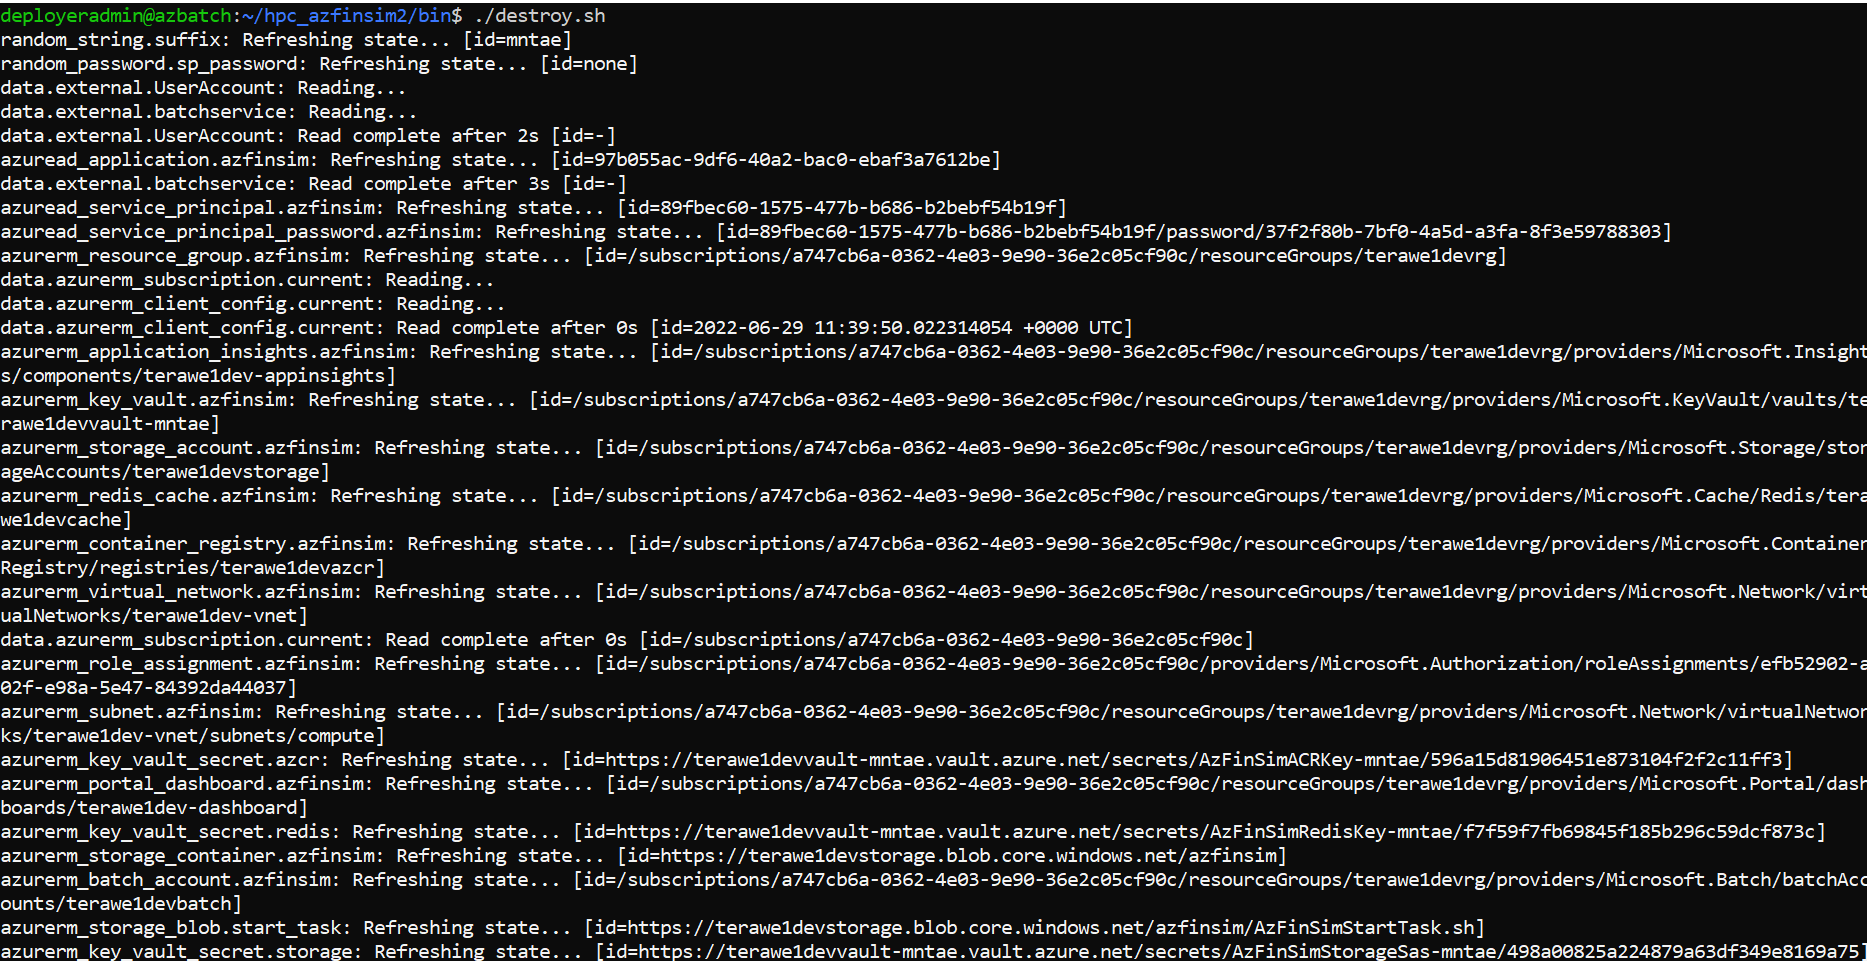 deployeradmin@azbatch:~/hpc_azfinsim2/bin$ ./destroy.sh
random_string.suffix: Refreshing state... [id=mntae]
random_password.sp_password: Refreshing state... [id=none]
data.external.UserAccount: Reading...
data.external.batchservice: Reading...
data.external.UserAccount: Read complete after 2s [id=-]
azuread_application.azfinsim: Refreshing state... [id=97b055ac-9df6-40a2-bac0-ebaf3a7612be]
data.external.batchservice: Read complete after 3s [id=-]
azuread_service_principal.azfinsim: Refreshing state... [id=89fbec60-1575-477b-b686-b2bebf54b19f]
azuread_service_principal_password.azfinsim: Refreshing state... [id=89fbec60-1575-477b-b686-b2bebf54b19f/password/37f2f80b-7bf0-4a5d-a3fa-8f3e59788303]
azurerm_resource_group.azfinsim: Refreshing state... [id=/subscriptions/a747cb6a-0362-4e03-9e90-36e2c05cf90c/resourceGroups/terawe1devrg]
data.azurerm_subscription.current: Reading...
data.azurerm_client_config.current: Reading...
data.azurerm_client_config.current: Read complete after 0s [id=2022-06-29 11:39:50.022314054 +0000 UTC]
azurerm_application_insights.azfinsim: Refreshing state... [id=/subscriptions/a747cb6a-0362-4e03-9e90-36e2c05cf90c/resourceGroups/terawe1devrg/providers/Microsoft.Insight
s/components/terawe1dev-appinsights]
azurerm_key_vault.azfinsim: Refreshing state... [id=/subscriptions/a747cb6a-0362-4e03-9e90-36e2c05cf90c/resourceGroups/terawe1devrg/providers/Microsoft.KeyVault/vaults/te
rawe1devvault-mntae]
azurerm_storage_account.azfinsim: Refreshing state... [id=/subscriptions/a747cb6a-0362-4e03-9e90-36e2c05cf90c/resourceGroups/terawe1devrg/providers/Microsoft.Storage/stor
ageAccounts/terawe1devstorage]
azurerm_redis_cache.azfinsim: Refreshing state... [id=/subscriptions/a747cb6a-0362-4e03-9e90-36e2c05cf90c/resourceGroups/terawe1devrg/providers/Microsoft.Cache/Redis/tera
we1devcache]
azurerm_container_registry.azfinsim: Refreshing state... [id=/subscriptions/a747cb6a-0362-4e03-9e90-36e2c05cf90c/resourceGroups/terawe1devrg/providers/Microsoft.Container
Registry/registries/terawe1devazcr]
azurerm_virtual_network.azfinsim: Refreshing state... [id=/subscriptions/a747cb6a-0362-4e03-9e90-36e2c05cf90c/resourceGroups/terawe1devrg/providers/Microsoft.Network/virt
ualNetworks/terawe1dev-vnet]
data.azurerm_subscription.current: Read complete after 0s [id=/subscriptions/a747cb6a-0362-4e03-9e90-36e2c05cf90c]
azurerm_role_assignment.azfinsim: Refreshing state... [id=/subscriptions/a747cb6a-0362-4e03-9e90-36e2c05cf90c/providers/Microsoft.Authorization/roleAssignments/efb52902-a
02f-e98a-5e47-84392da44037]
azurerm_subnet.azfinsim: Refreshing state... [id=/subscriptions/a747cb6a-0362-4e03-9e90-36e2c05cf90c/resourceGroups/terawe1devrg/providers/Microsoft.Network/virtualNetwor
ks/terawe1dev-vnet/subnets/compute]
azurerm_key_vault_secret.azcr: Refreshing state... [id=https://terawe1devvault-mntae.vault.azure.net/secrets/AzFinSimACRKey-mntae/596a15d81906451e873104f2f2c11ff3]
azurerm_portal_dashboard.azfinsim: Refreshing state... [id=/subscriptions/a747cb6a-0362-4e03-9e90-36e2c05cf90c/resourceGroups/terawe1devrg/providers/Microsoft.Portal/dash
boards/terawe1dev-dashboard]
azurerm_key_vault_secret.redis: Refreshing state... [id=https://terawe1devvault-mntae.vault.azure.net/secrets/AzFinSimRedisKey-mntae/f7f59f7fb69845f185b296c59dcf873c]
azurerm_storage_container.azfinsim: Refreshing state... [id=https://terawe1devstorage.blob.core.windows.net/azfinsim]
azurerm_batch_account.azfinsim: Refreshing state... [id=/subscriptions/a747cb6a-0362-4e03-9e90-36e2c05cf90c/resourceGroups/terawe1devrg/providers/Microsoft.Batch/batchAcc
ounts/terawe1devbatch]
azurerm_storage_blob.start_task: Refreshing state... [id=https://terawe1devstorage.blob.core.windows.net/azfinsim/AzFinSimStartTask.sh]
azurerm_key_vault_secret.storage: Refreshing state... [id=https://terawe1devvault-mntae.vault.azure.net/secrets/AzFinSimStorageSas-mntae/498a00825a224879a63df349e8169a75]